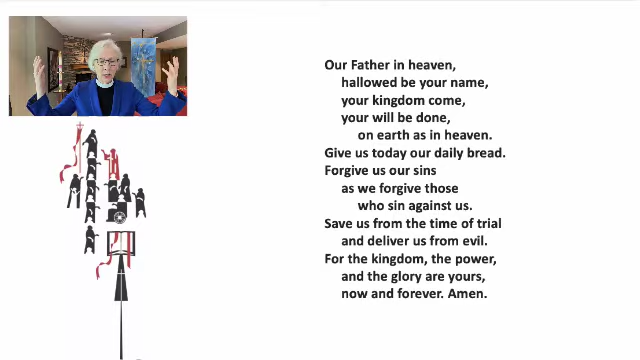 Our Father in heaven,
hallowed be your name,
your kingdom come,
your will be done,
on earth as in heaven.
Give us today our daily bread.
Forgive us our sins
as we forgive those
who sin against us.
Save us from the time of trial
and deliver us from evil.
For the kingdom, the power,
and the glory are yours,
now and forever. Amen.